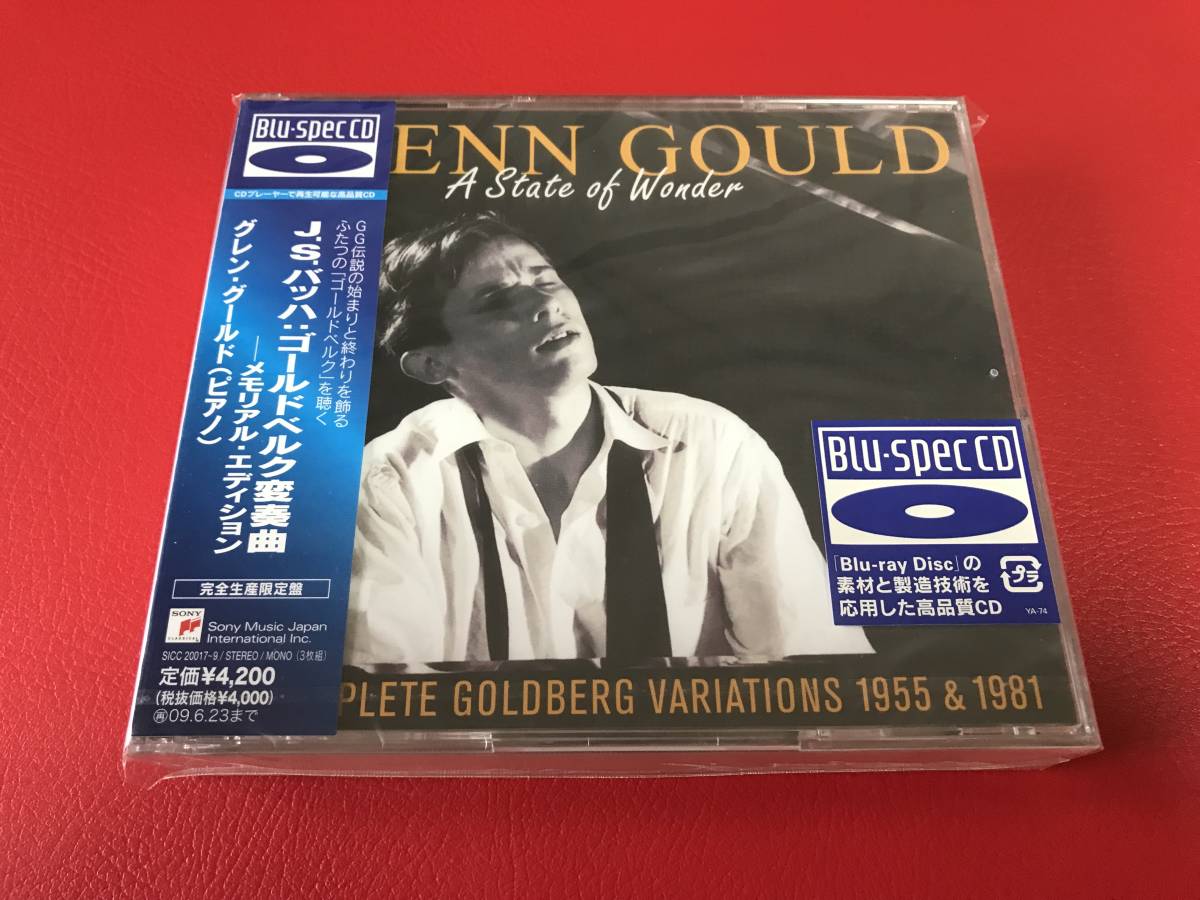 Blu-spec CD
CDプレーヤーで再生可能な高品質CD
GG伝説の始まりと終わりを飾る
ふたつの「ゴールドベルク」を聴く
J.S.バッハ:ゴールドベルク変奏曲
—メモリアル・エディション
グレン・グールド(ピアノ)
完全生産限定盤
SONY
CLASSICAL
Sony Music Japan
International Inc.
SICC 20017~9 / STEREO / MONO (3枚組)
定価¥4,200
(税抜価格¥4,000)
㋐09.6.23まで
ENN GOULD
A State of Wonder
Blu-spec CD
「Blu-ray Disc」の
素材と製造技術を
応用した高品質CD
プラ
YA-74
PLETE GOLDBERG VARIATIONS 1955 & 1981